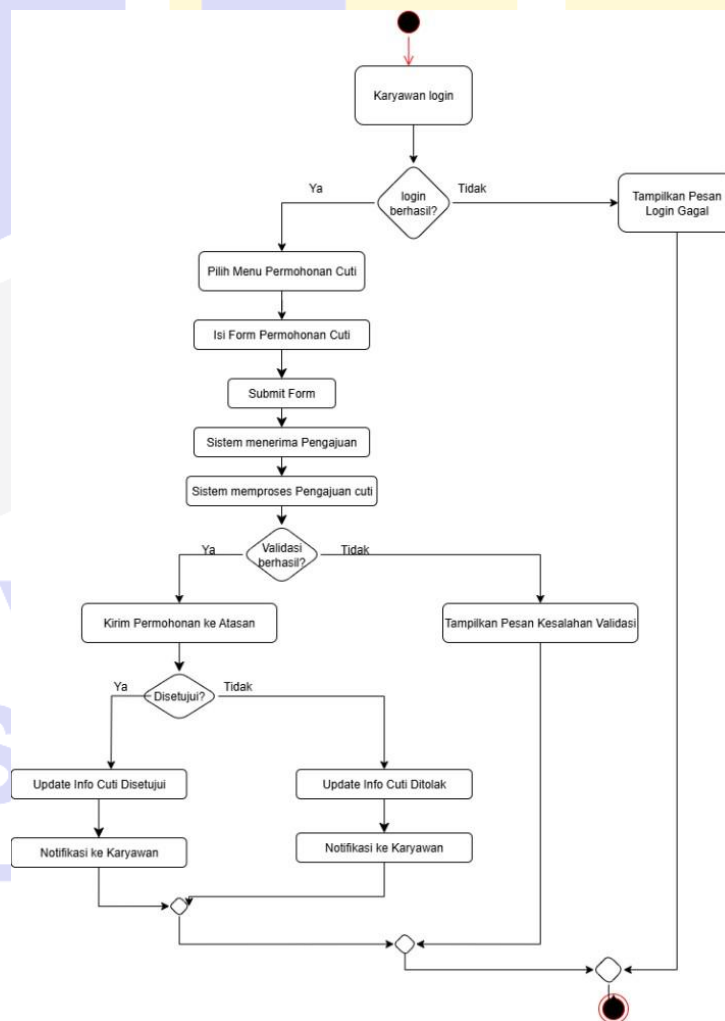 Karyawan login
login
berhasil?
Ya
Tidak
Tampilkan Pesan
Login Gagal
Pilih Menu Permohonan Cuti
Isi Form Permohonan Cuti
Submit Form
Sistem menerima Pengajuan
Sistem memproses Pengajuan cuti
Validasi
berhasil?
Ya
Tidak
Kirim Permohonan ke Atasan
Tampilkan Pesan Kesalahan Validasi
Disetujui?
Ya
Tidak
Update Info Cuti Disetujui
Update Info Cuti Ditolak
Notifikasi ke Karyawan
Notifikasi ke Karyawan